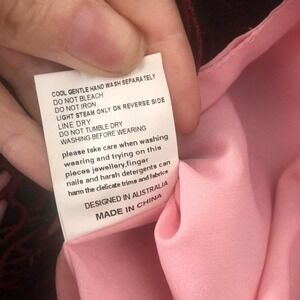 COOL GENTLE HAND WASH SEPARATELY
DO NOT BLEACH
DO NOT IRON
LIGHT STEAM ONLY ON REVERSE SIDE
LINE DRY
DO NOT TUMBLE DRY
WASHING BEFORE WEARING
please take care when washing
wearing and trying on this
pieces jewellery,finger
nails and harsh detergents can
harm the delicate trims and fabrics
DESIGNED IN AUSTRALIA
MADE IN CHINA